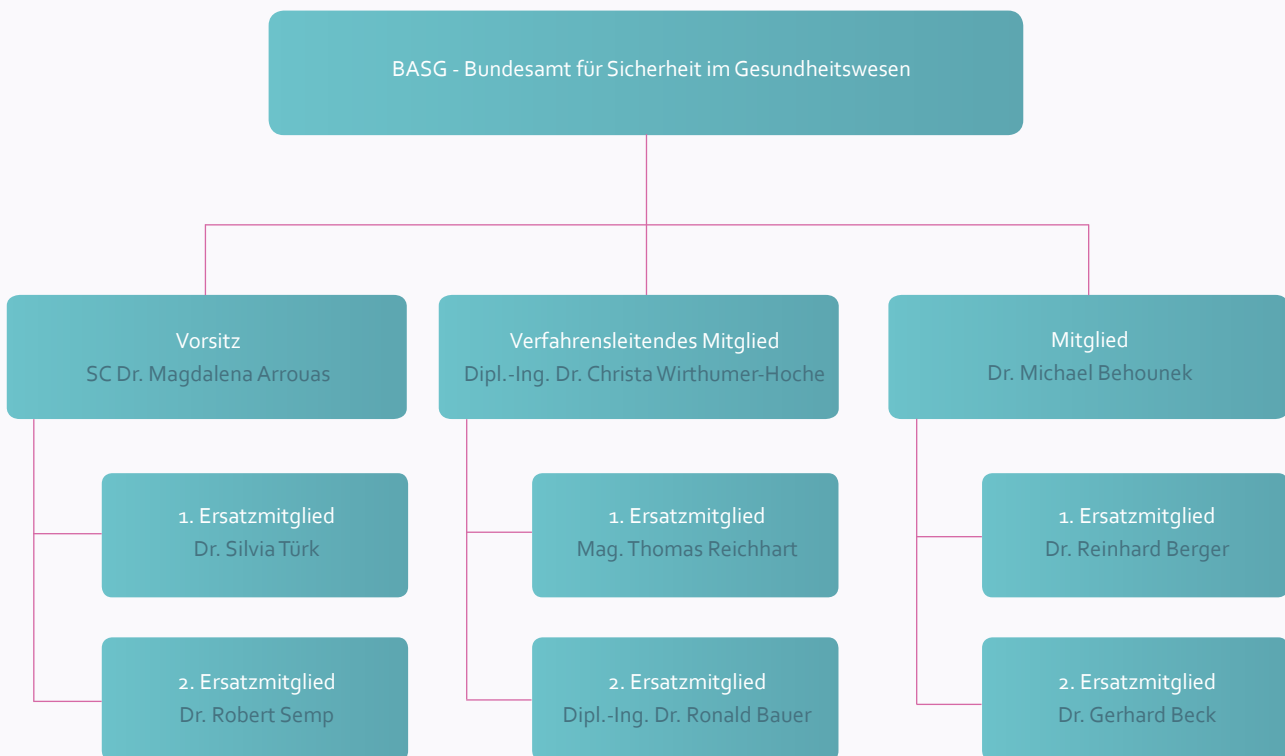 BASG - Bundesamt für Sicherheit im Gesundheitswesen
Vorsitz
SC Dr. Magdalena Arrouas
Verfahrensleitendes Mitglied
Dipl.-Ing. Dr. Christa Wirthumer-Hoche
Mitglied
Dr. Michael Behounek
1. Ersatzmitglied
Dr. Silvia Türk
1. Ersatzmitglied
Mag. Thomas Reichhart
1. Ersatzmitglied
Dr. Reinhard Berger
2. Ersatzmitglied
Dr. Robert Semp
2. Ersatzmitglied
Dipl.-Ing. Dr. Ronald Bauer
2. Ersatzmitglied
Dr. Gerhard Beck